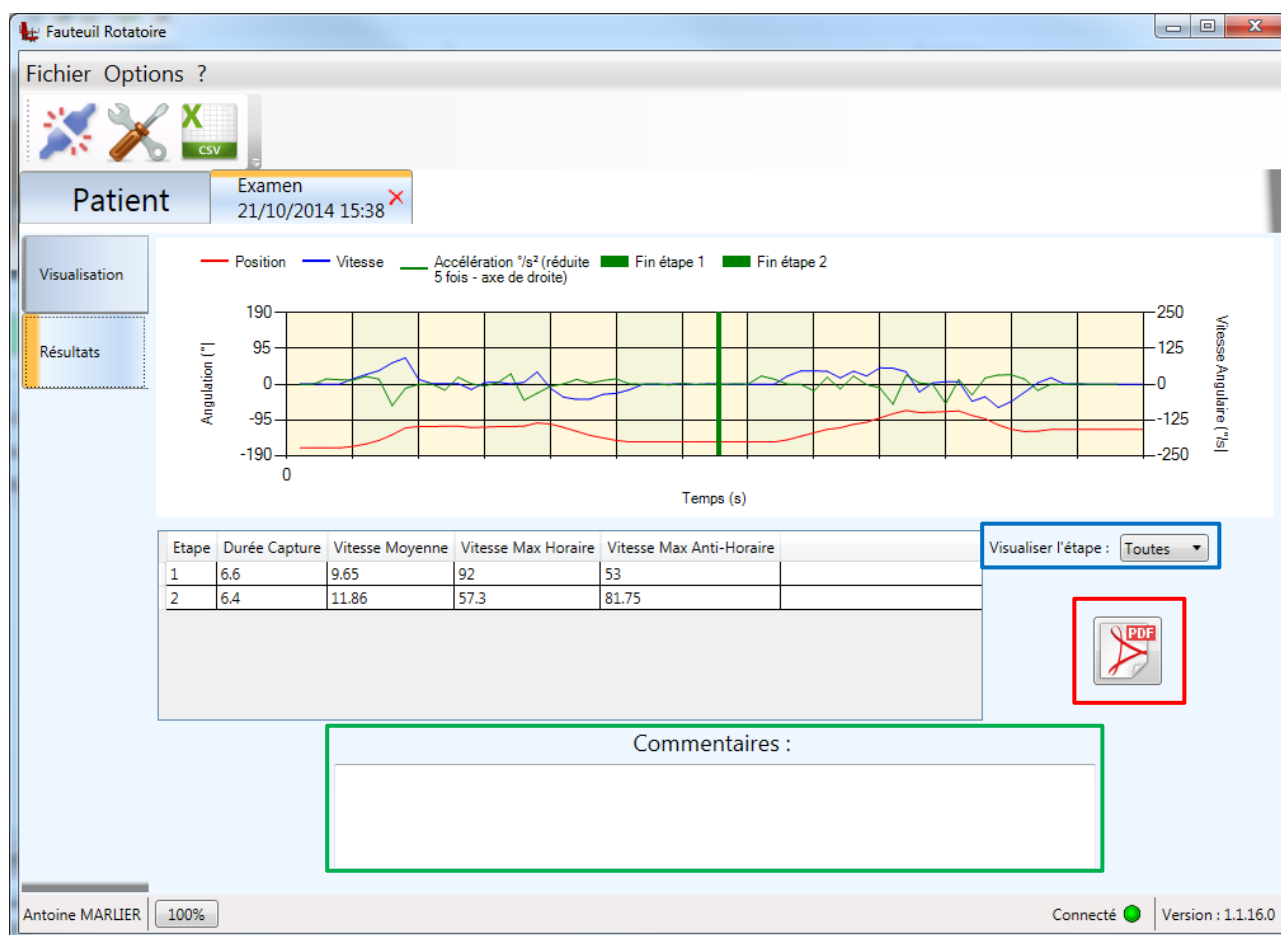 Fauteuil Rotatoire
Fichier Options ?
X
CSV
Patient
Examen
21/10/2014 15:38
Visualisation
Résultats
Position Vitesse Accélération °/s² (réduite Fin étape 1 Fin étape 2
5 fois - axe de droite)
190 250
95 125
0 0
-95 -125
-190 -250
Angulation (°)
Vitesse Angulaire (°/s)
0
Temps (s)
Etape Durée Capture Vitesse Moyenne Vitesse Max Horaire Vitesse Max Anti-Horaire
1 6.6 9.65 92 53
2 6.4 11.86 57.3 81.75
Visualiser l'étape : Toutes
PDF
Commentaires :
Antoine MARLIER 100% Connecté Version : 1.1.16.0